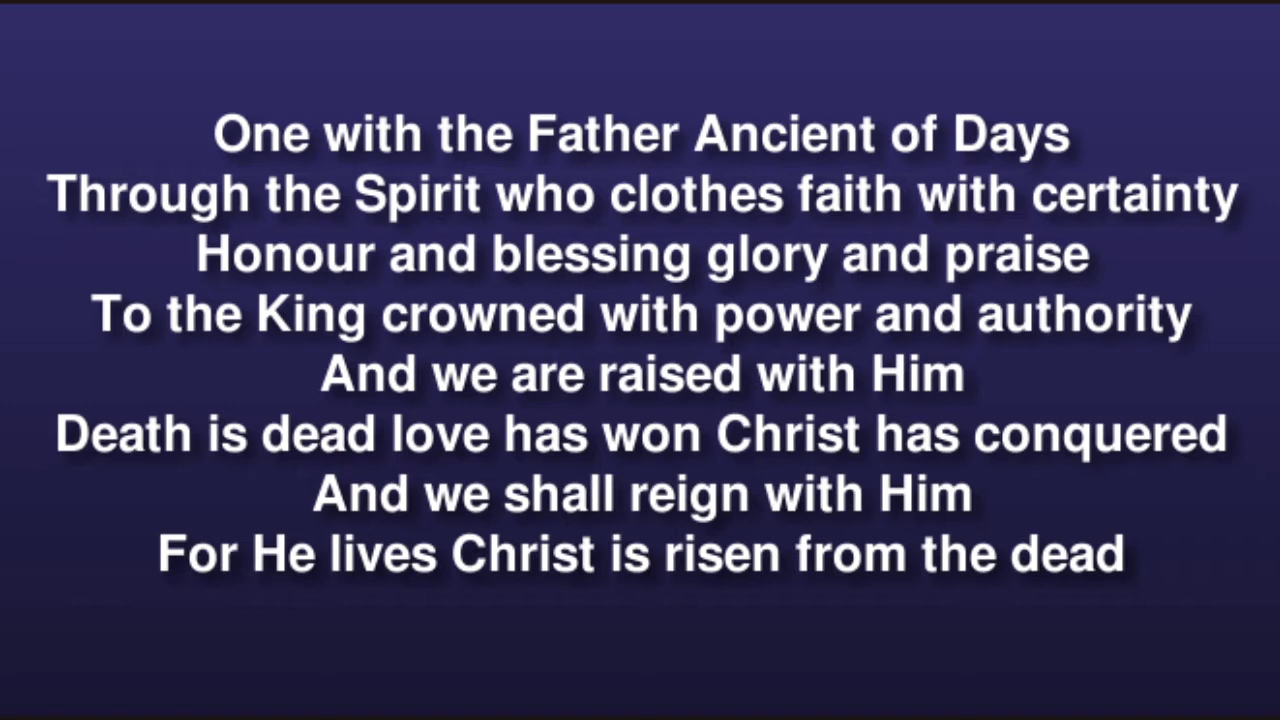 One with the Father Ancient of Days
Through the Spirit who clothes faith with certainty
Honour and blessing glory and praise
To the King crowned with power and authority
And we are raised with Him
Death is dead love has won Christ has conquered
And we shall reign with Him
For He lives Christ is risen from the dead